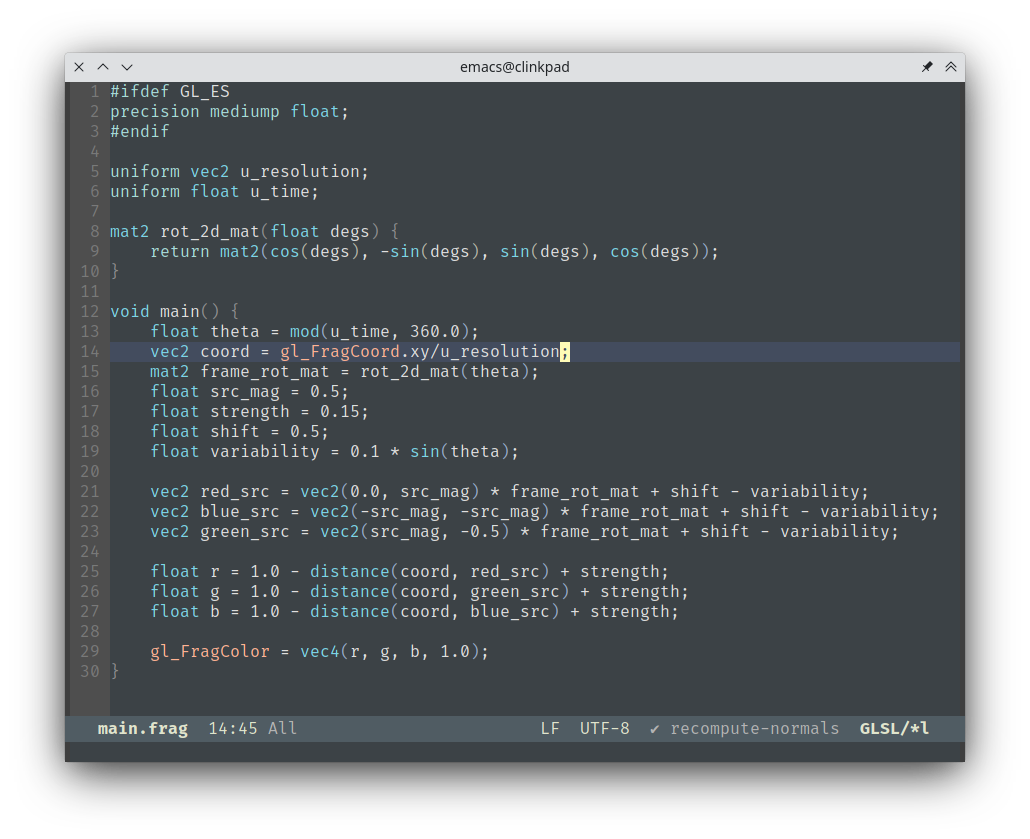 emacs@clinkpad
1 #ifdef GL_ES
2 precision mediump float;
3 #endif
4
5 uniform vec2 u_resolution;
6 uniform float u_time;
7
8 mat2 rot_2d_mat(float degs) {
9     return mat2(cos(degs), -sin(degs), sin(degs), cos(degs));
10 }
11
12 void main() {
13     float theta = mod(u_time, 360.0);
14     vec2 coord = gl_FragCoord.xy/u_resolution;
15     mat2 frame_rot_mat = rot_2d_mat(theta);
16     float src_mag = 0.5;
17     float strength = 0.15;
18     float shift = 0.5;
19     float variability = 0.1 * sin(theta);
20
21     vec2 red_src = vec2(0.0, src_mag) * frame_rot_mat + shift - variability;
22     vec2 blue_src = vec2(-src_mag, -src_mag) * frame_rot_mat + shift - variability;
23     vec2 green_src = vec2(src_mag, -0.5) * frame_rot_mat + shift - variability;
24
25     float r = 1.0 - distance(coord, red_src) + strength;
26     float g = 1.0 - distance(coord, green_src) + strength;
27     float b = 1.0 - distance(coord, blue_src) + strength;
28
29     gl_FragColor = vec4(r, g, b, 1.0);
30 }
main.frag 14:45 All LF UTF-8 ✔ recompute-normals GLSL/*l